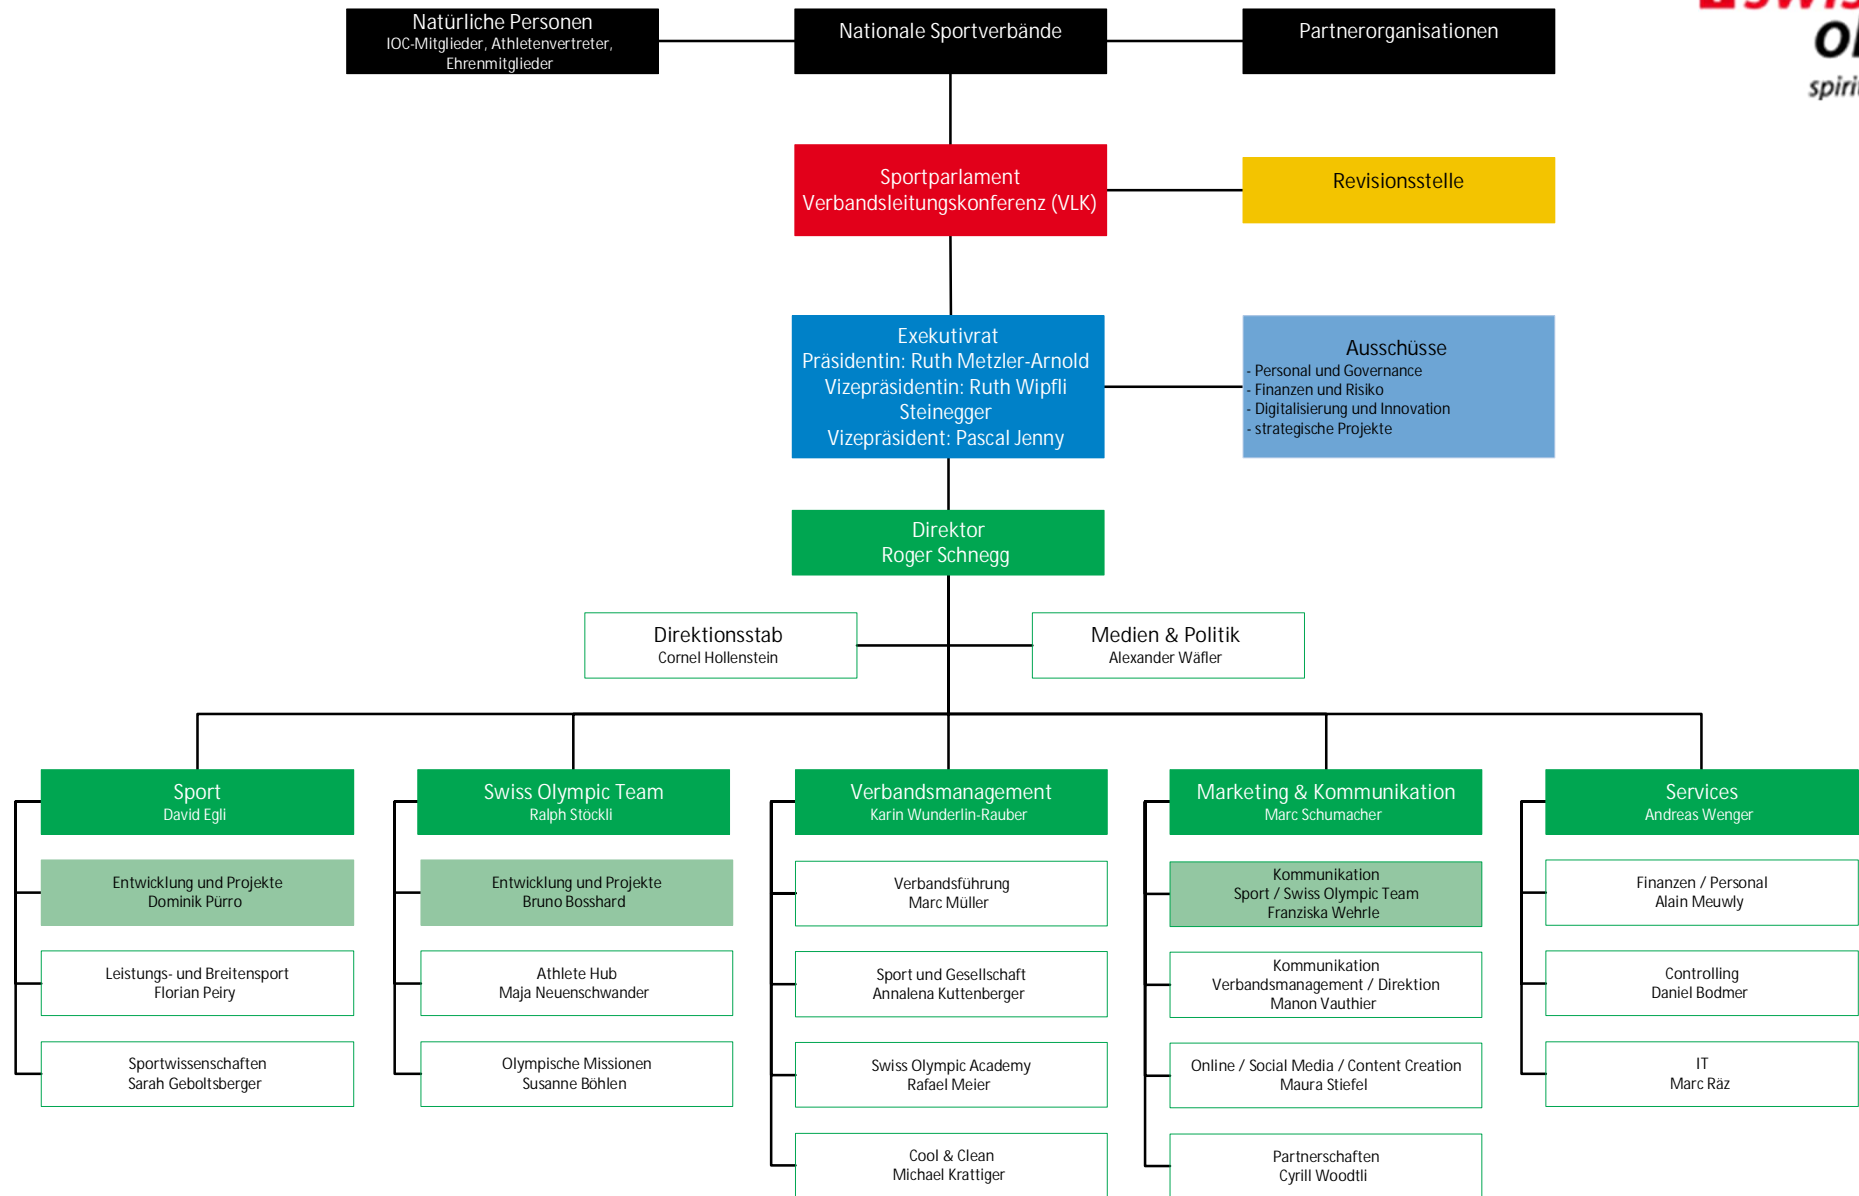 Natürliche Personen
IOC-Mitglieder, Athletenvertreter,
Ehrenmitglieder
Nationale Sportverbände
Partnerorganisationen
spirit
Sportparlament
Verbandsleitungskonferenz (VLK)
Revisionsstelle
Exekutivrat
Präsidentin: Ruth Metzler-Arnold
Vizepräsidentin: Ruth Wipfli
Steinegger
Vizepräsident: Pascal Jenny
Ausschüsse
- Personal und Governance
- Finanzen und Risiko
- Digitalisierung und Innovation
- strategische Projekte
Direktor
Roger Schnegg
Direktionsstab
Cornel Hollenstein
Medien & Politik
Alexander Wäfler
Sport
David Egli
Entwicklung und Projekte
Dominik Pürro
Leistungs- und Breitensport
Florian Peiry
Sportwissenschaften
Sarah Geboltsberger
Swiss Olympic Team
Ralph Stöckli
Entwicklung und Projekte
Bruno Bosshard
Athlete Hub
Maja Neuenschwander
Olympische Missionen
Susanne Böhlen
Verbandsmanagement
Karin Wunderlin-Rauber
Verbandsführung
Marc Müller
Sport und Gesellschaft
Annalena Kuttenberger
Swiss Olympic Academy
Rafael Meier
Cool & Clean
Michael Krattiger
Marketing & Kommunikation
Marc Schumacher
Kommunikation
Sport / Swiss Olympic Team
Franziska Wehrle
Kommunikation
Verbandsmanagement / Direktion
Manon Vauthier
Online / Social Media / Content Creation
Maura Stiefel
Partnerschaften
Cyrill Woodtli
Services
Andreas Wenger
Finanzen / Personal
Alain Meuwly
Controlling
Daniel Bodmer
IT
Marc Räz